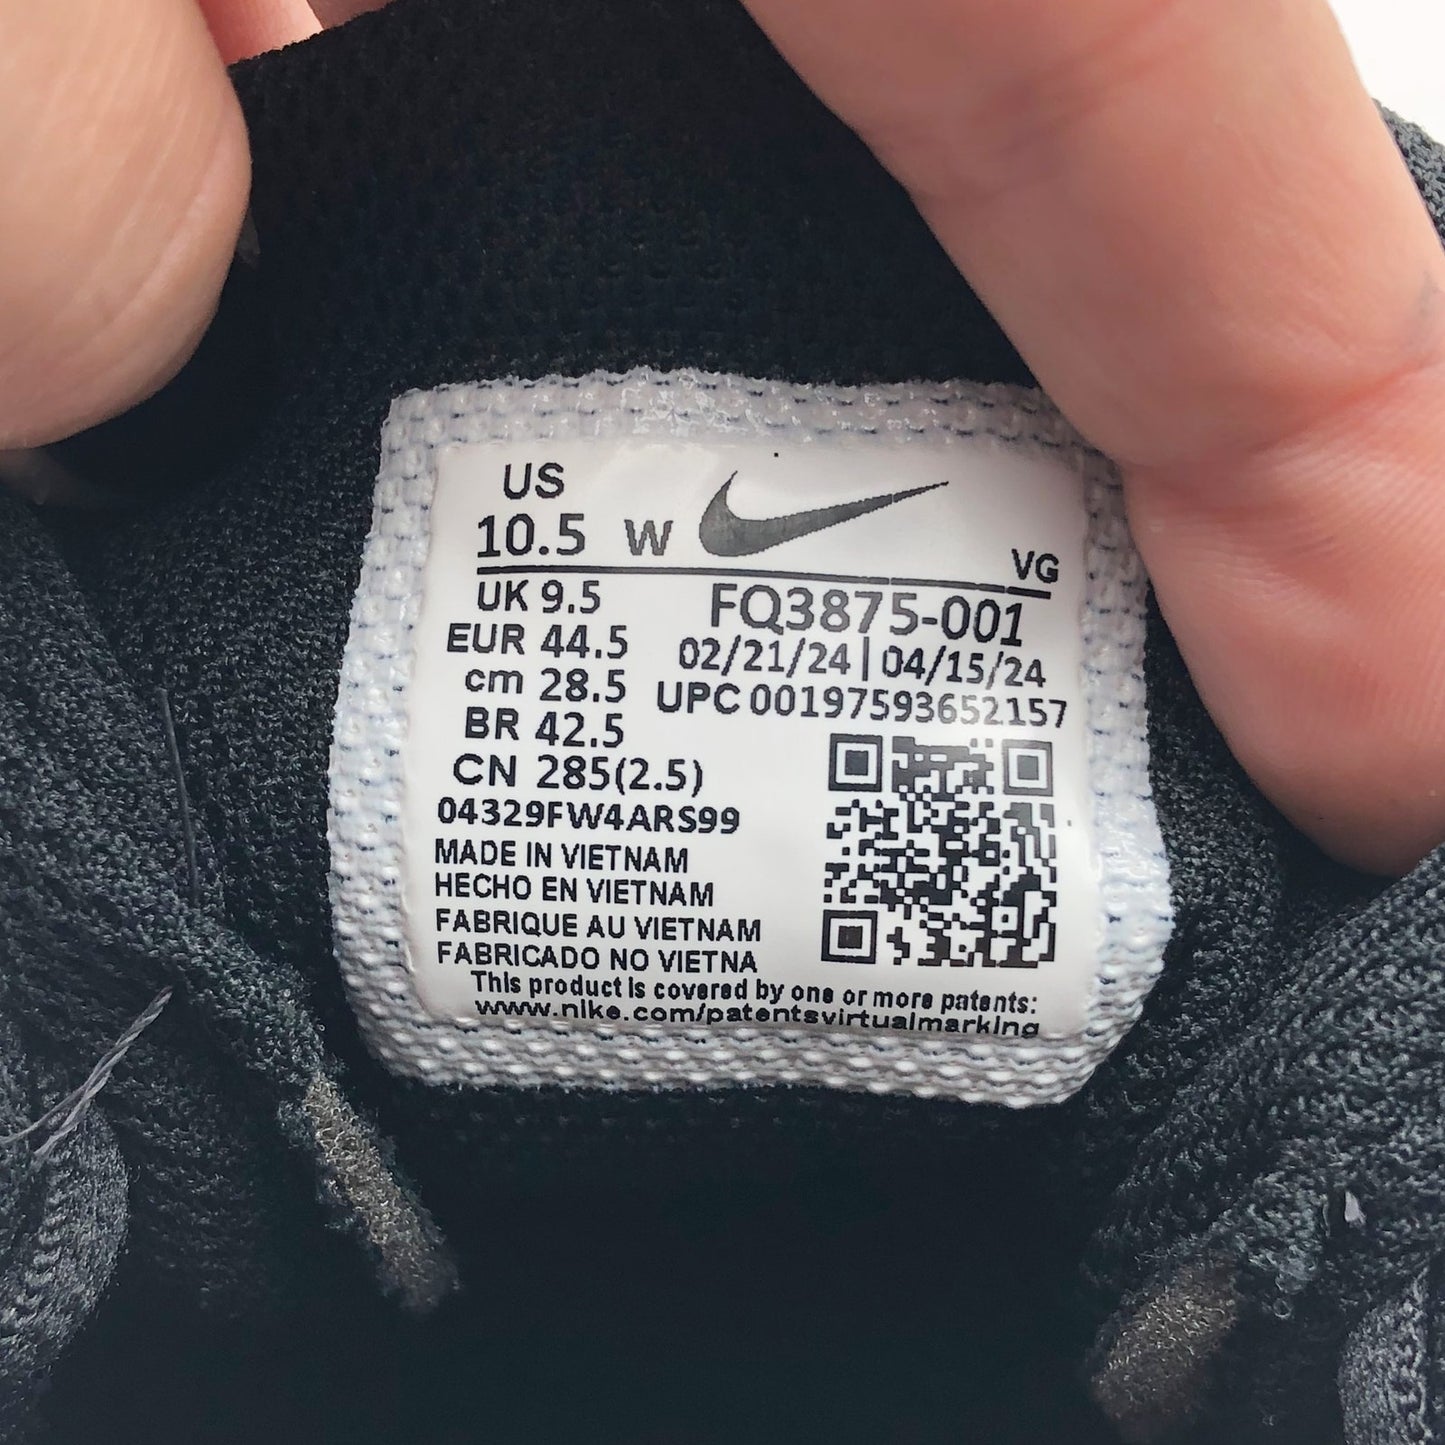 US
10.5 W
VG
UK 9.5
FQ3875-001
EUR 44.5
02/21/24 | 04/15/24
cm 28.5
UPC 00197593652157
BR 42.5
CN 285(2.5)
04329FW4ARS99
MADE IN VIETNAM
HECHO EN VIETNAM
FABRIQUE AU VIETNAM
FABRICADO NO VIETNA
This product is covered by one or more patents:
www.nike.com/patentsvirtualmarking